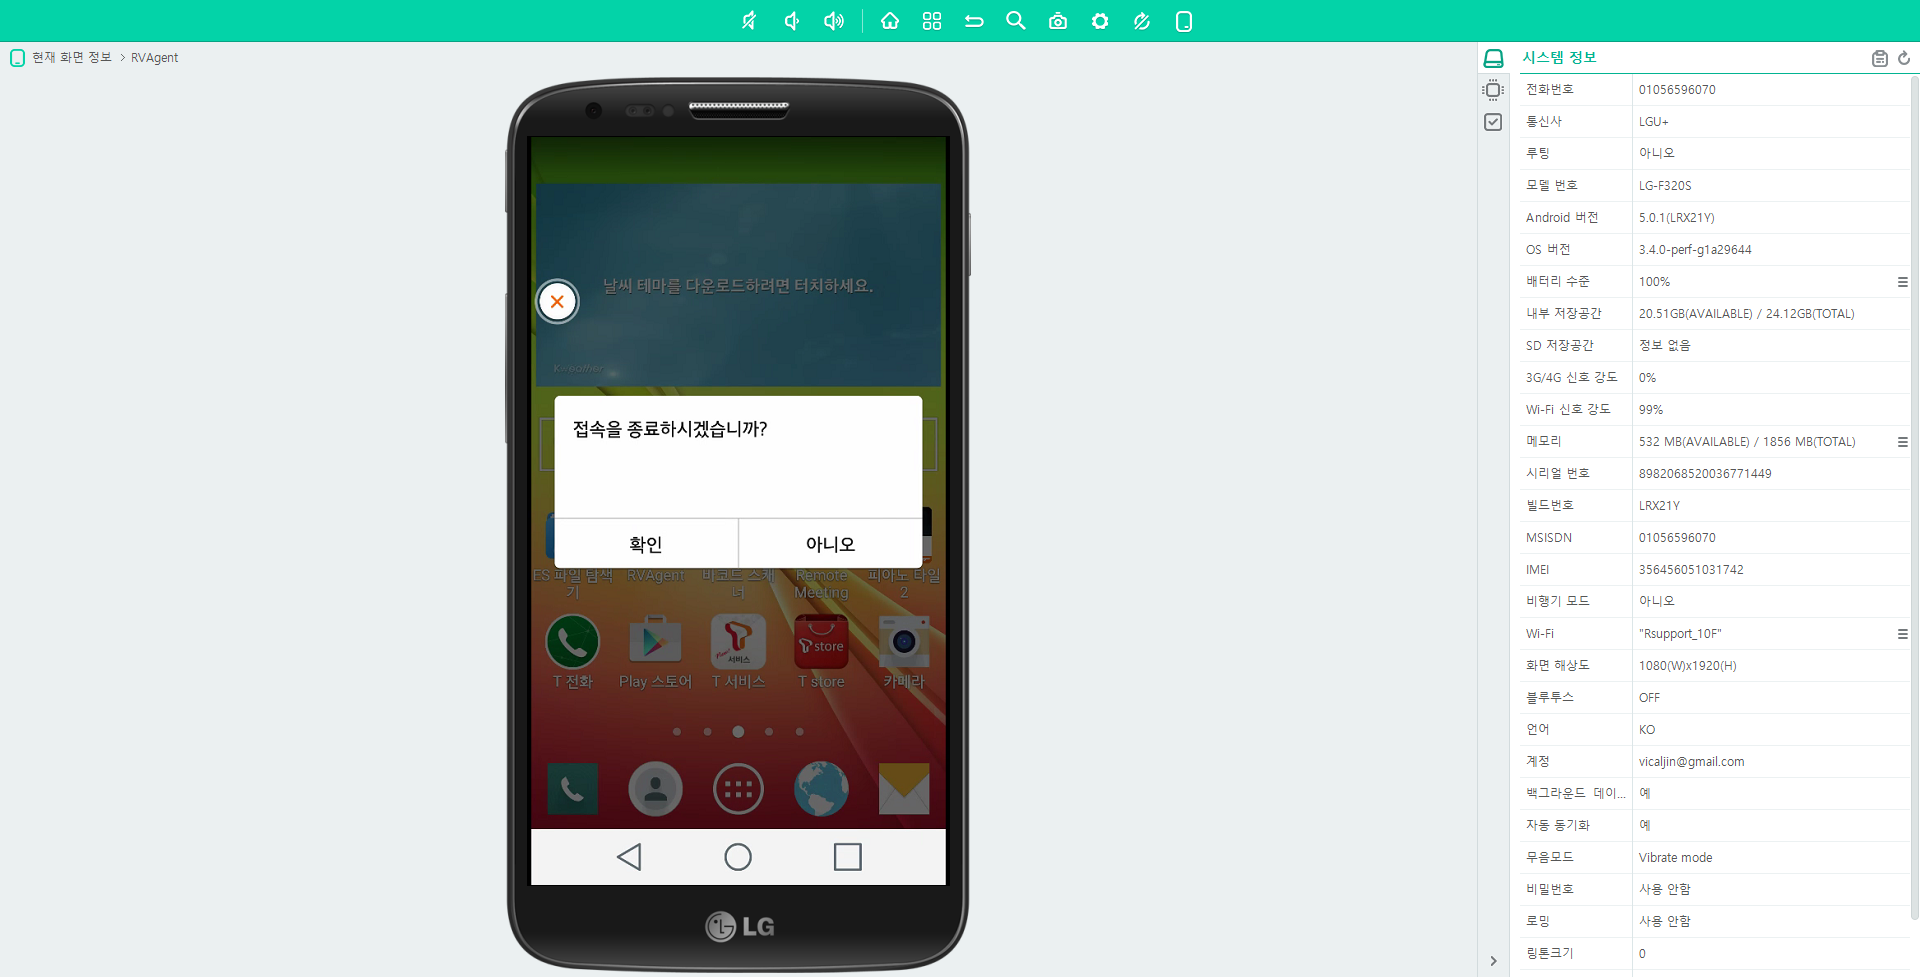 현재 화면 정보 > RVAgent
날씨 테마를 다운로드하려면 터치하세요.
Kweather
접속을 종료하시겠습니까?
확인 아니오
ES 파일 탐색기 RVAgent 바코드 스캐너 Remote Meeting 피아노 타일 2
T전화 Play 스토어 T 서비스 T store 카메라
서비스
store
LG
시스템 정보
전화번호 01056596070
통신사 LGU+
루팅 아니오
모델 번호 LG-F320S
Android 버전 5.0.1(LRX21Y)
OS 버전 3.4.0-perf-g1a29644
배터리 수준 100%
내부 저장공간 20.51GB(AVAILABLE) / 24.12GB(TOTAL)
SD 저장공간 정보 없음
3G/4G 신호 강도 0%
Wi-Fi 신호 강도 99%
메모리 532 MB(AVAILABLE) / 1856 MB(TOTAL)
시리얼 번호 8982068520036771449
빌드번호 LRX21Y
MSISDN 01056596070
IMEI 356456051031742
비행기 모드 아니오
Wi-Fi "Rsupport_10F"
화면 해상도 1080(W)x1920(H)
블루투스 OFF
언어 KO
계정 vicaljin@gmail.com
백그라운드 데이... 예
자동 동기화 예
무음모드 Vibrate mode
비밀번호 사용 안함
로밍 사용 안함
링톤크기 0